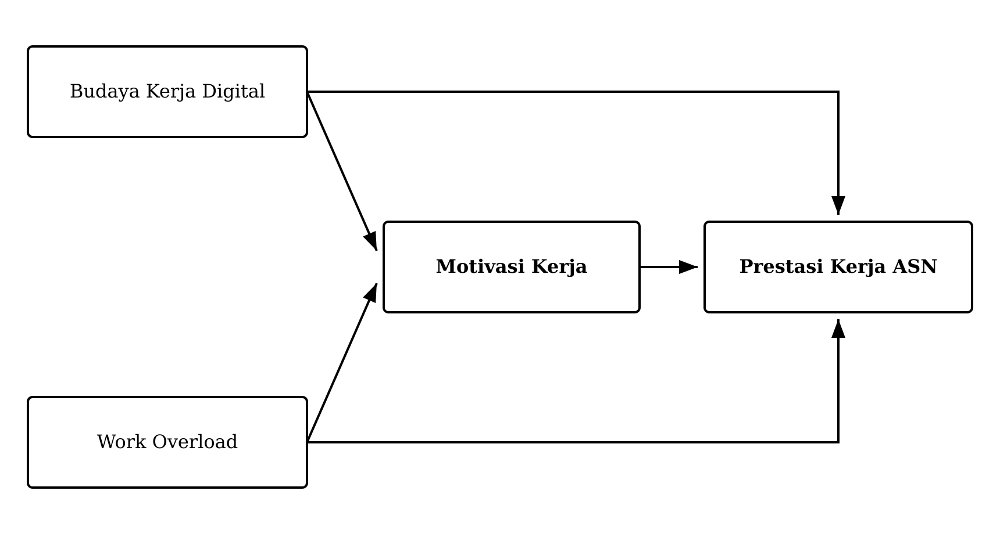 Budaya Kerja Digital
Motivasi Kerja
Prestasi Kerja ASN
Work Overload